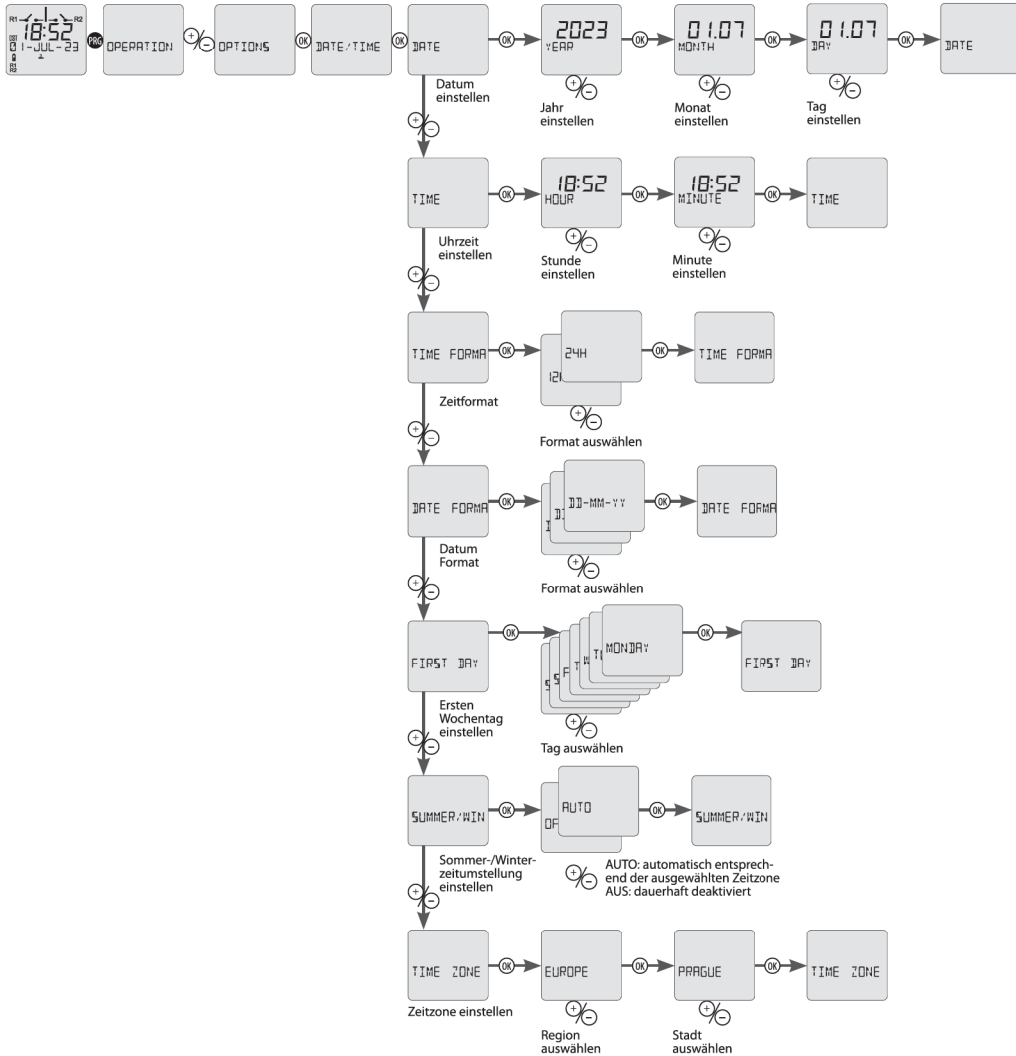 R1 R2
18:52
1-JUL-23
R1
R2
PRG
OPERATION
+/−
OPTIONS
OK
DATE/TIME
OK
DATE
OK
2023
YEAR
OK
01.07
MONTH
OK
01.07
DAY
OK
DATE
Datum
einstellen
+/−
Jahr
einstellen
+/−
Monat
einstellen
+/−
Tag
einstellen
+/−
TIME
OK
18:52
HOUR
OK
18:52
MINUTE
OK
TIME
Uhrzeit
einstellen
+/−
Stunde
einstellen
+/−
Minute
einstellen
+/−
TIME FORMA
OK
24H
OK
TIME FORMA
Zeitformat
+/−
Format auswählen
+/−
DATE FORMA
OK
DD-MM-YY
OK
DATE FORMA
Datum
Format
+/−
Format auswählen
+/−
FIRST DAY
OK
MONDAY
OK
FIRST DAY
Ersten
Wochentag
einstellen
+/−
Tag auswählen
SUMMER/WIN
OK
AUTO
OK
SUMMER/WIN
Sommer-/Winter-
zeitumstellung
einstellen
+/−
+/−
AUTO: automatisch entsprech-
end der ausgewählten Zeitzone
AUS: dauerhaft deaktiviert
TIME ZONE
OK
EUROPE
OK
PRAGUE
OK
TIME ZONE
Zeitzone einstellen
+/−
Region
auswählen
+/−
Stadt
auswählen